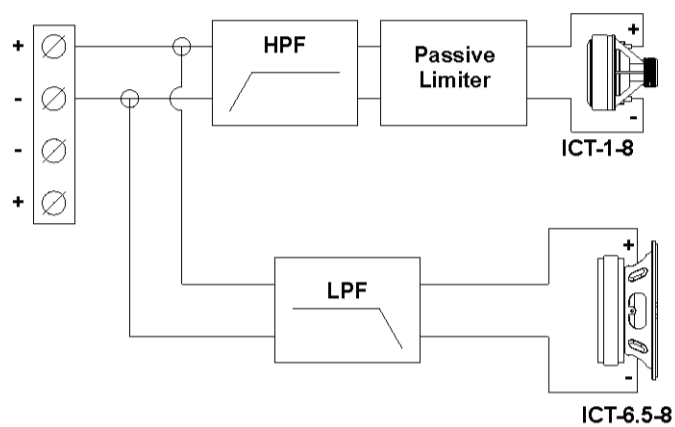 +
-
-
+
HPF
Passive
Limiter
+
-
ICT-1-8
LPF
+
-
ICT-6.5-8